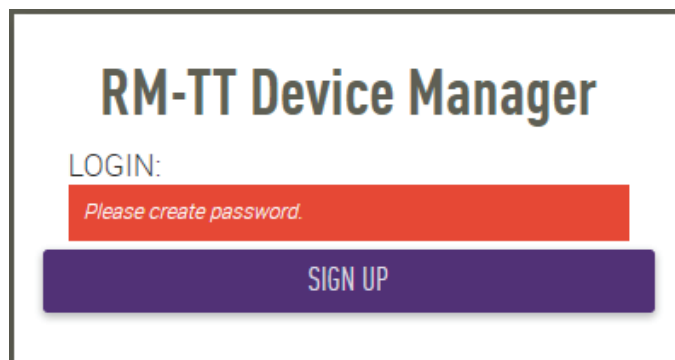 RM-TT Device Manager
LOGIN:
Please create password.
SIGN UP